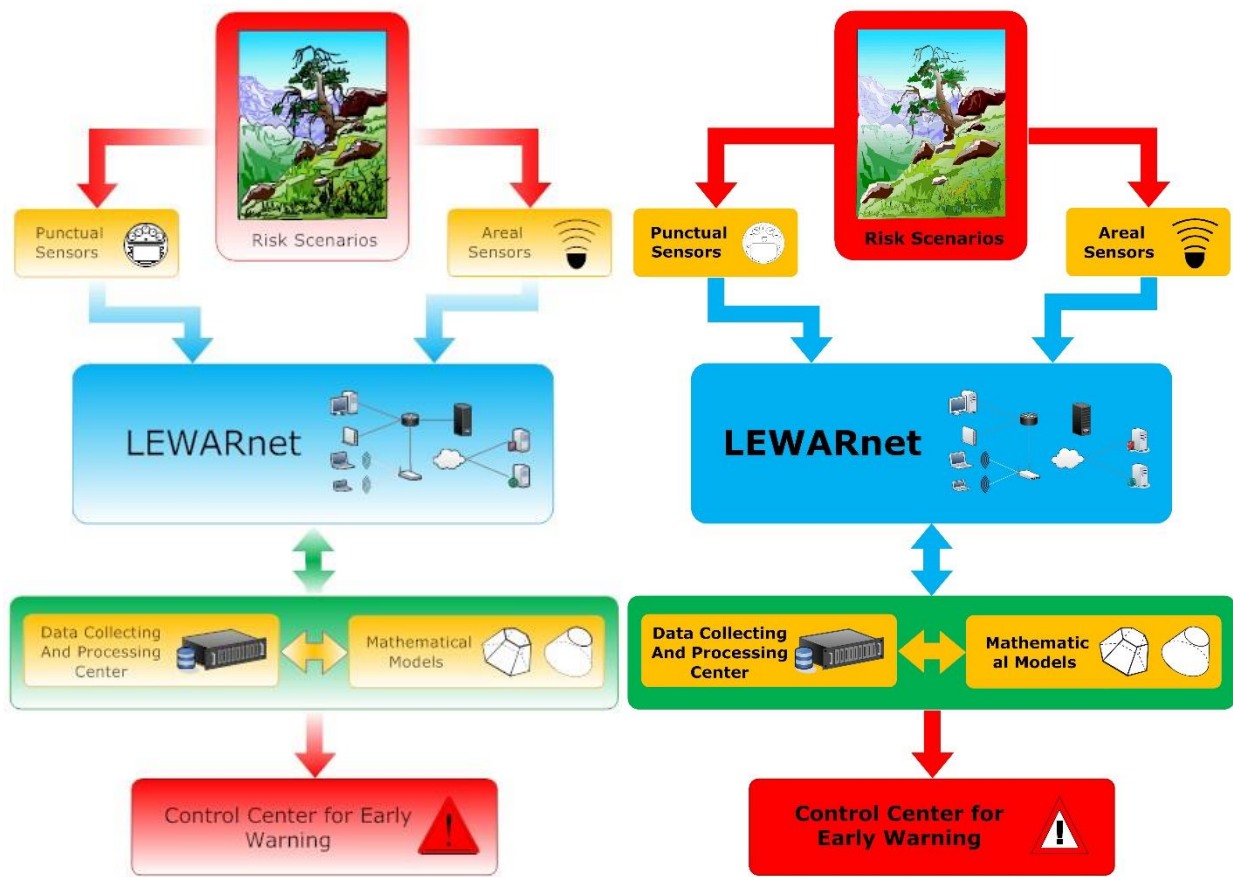 Risk Scenarios
Punctual
Sensors
Areal
Sensors
LEWARnet
Data Collecting
And Processing
Center
Mathematical
Models
Control Center for Early
Warning
!
Risk Scenarios
Punctual
Sensors
Areal
Sensors
LEWARnet
Data Collecting
And Processing
Center
Mathematic
al Models
Control Center for
Early Warning
!